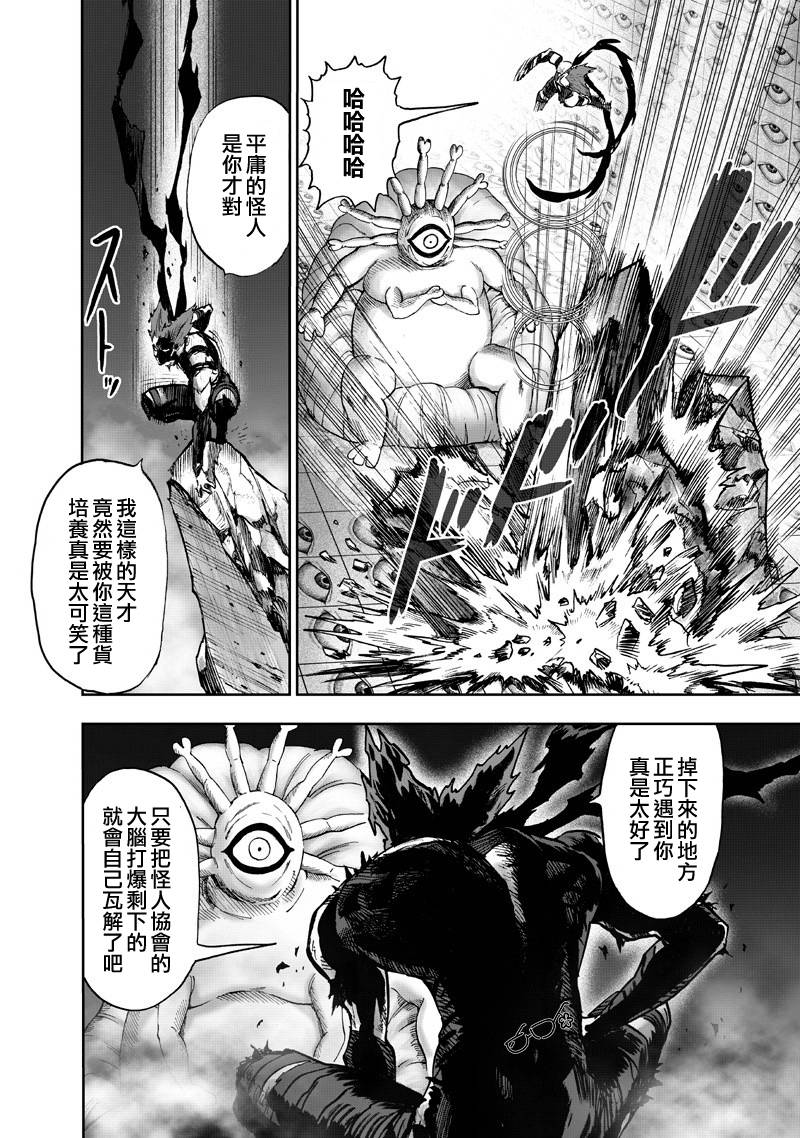 哈哈哈哈
ドドド
平庸的怪人
是你才對
ストッ
我這樣的天才
竟然要被你這種貨
培養真是太可笑了
掉下來的地方
正巧遇到你
真是太好了
只要把怪人協會的
大腦打爆剩下的
就會自己瓦解了吧